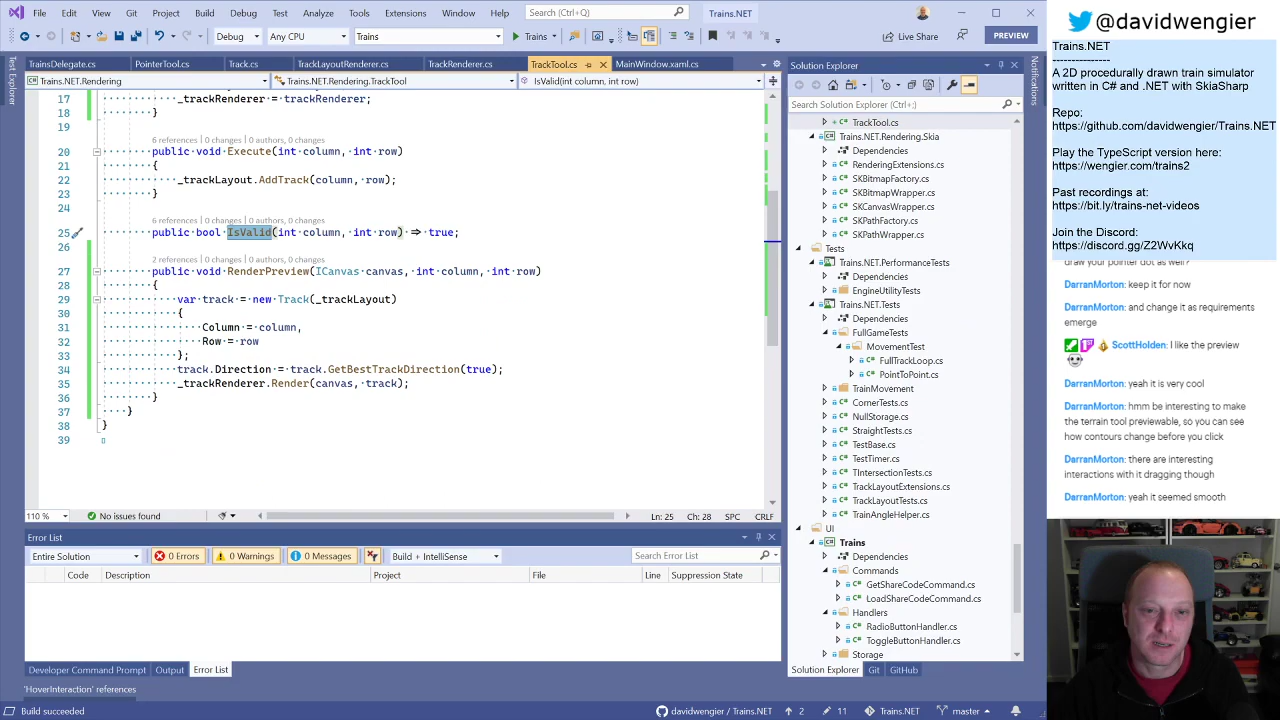 File Edit View Git Project Build Debug Test Analyze Tools Extensions Window Help Search (Ctrl+Q) Trains.NET
Debug Any CPU Trains Trains Live Share PREVIEW
TrainsDelegate.cs PointerTool.cs Track.cs TrackLayoutRenderer.cs TrackRenderer.cs TrackTool.cs MainWindow.xaml.cs
Trains.NET.Rendering Trains.NET.Rendering.TrackTool IsValid(int column, int row)
Test Explorer
17
18 _trackRenderer = trackRenderer;
}
19
6 references | 0 changes | 0 authors, 0 changes
20 public void Execute(int column, int row)
21 {
22 _trackLayout.AddTrack(column, row);
23 }
24
6 references | 0 changes | 0 authors, 0 changes
25 public bool IsValid(int column, int row) => true;
26
2 references | 0 changes | 0 authors, 0 changes
27 public void RenderPreview(ICanvas canvas, int column, int row)
28 {
29 var track = new Track(_trackLayout)
30 {
31 Column = column,
32 Row = row
33 };
34 track.Direction = track.GetBestTrackDirection(true);
35 _trackRenderer.Render(canvas, track);
36 }
37 }
38 }
39
110 % No issues found Ln: 25 Ch: 28 SPC CRLF
Error List
Entire Solution 0 Errors 0 Warnings 0 Messages Build + IntelliSense Search Error List
Code Description Project File Line Suppression State
Developer Command Prompt Output Error List
'HoverInteraction' references
Build succeeded davidwengier / Trains.NET 2 11 Trains.NET master
Solution Explorer
Search Solution Explorer (Ctrl+;)
TrackTool.cs
Trains.NET.Rendering.Skia
Dependencies
RenderingExtensions.cs
SKBitmapFactory.cs
SKBitmapWrapper.cs
SKCanvasWrapper.cs
SKPathFactory.cs
SKPathWrapper.cs
Tests
Trains.NET.PerformanceTests
Dependencies
EngineUtilityTests
Trains.NET.Tests
Dependencies
FullGameTests
MovementTest
FullTrackLoop.cs
PointToPoint.cs
TrainMovement
CornerTests.cs
NullStorage.cs
StraightTests.cs
TestBase.cs
TestTimer.cs
TIntersectionTests.cs
TrackLayoutExtensions.cs
TrackLayoutTests.cs
TrainAngleHelper.cs
UI
Trains
Dependencies
Commands
GetShareCodeCommand.cs
LoadShareCodeCommand.cs
Handlers
RadioButtonHandler.cs
ToggleButtonHandler.cs
Storage
Solution Explorer Git GitHub
Notifications
@davidwengier
Trains.NET
--------------
A 2D procedurally drawn train simulator
written in C# and .NET with SkiaSharp
Repo:
https://github.com/davidwengier/Trains.NET
Play the TypeScript version here:
https://wengier.com/trains2
Past recordings at:
https://bit.ly/trains-net-videos
Join the Discord:
https://discord.gg/Z2WvKkq
draw your pointer dot as well?
DarranMorton: keep it for now
DarranMorton: and change it as requirements
emerge
ScottHolden: I like the preview
DarranMorton: yeah it is very cool
DarranMorton: hmm be interesting to make
the terrain tool previewable, so you can see
how contours change before you click
DarranMorton: there are interesting
interactions with it dragging though
DarranMorton: yeah it seemed smooth